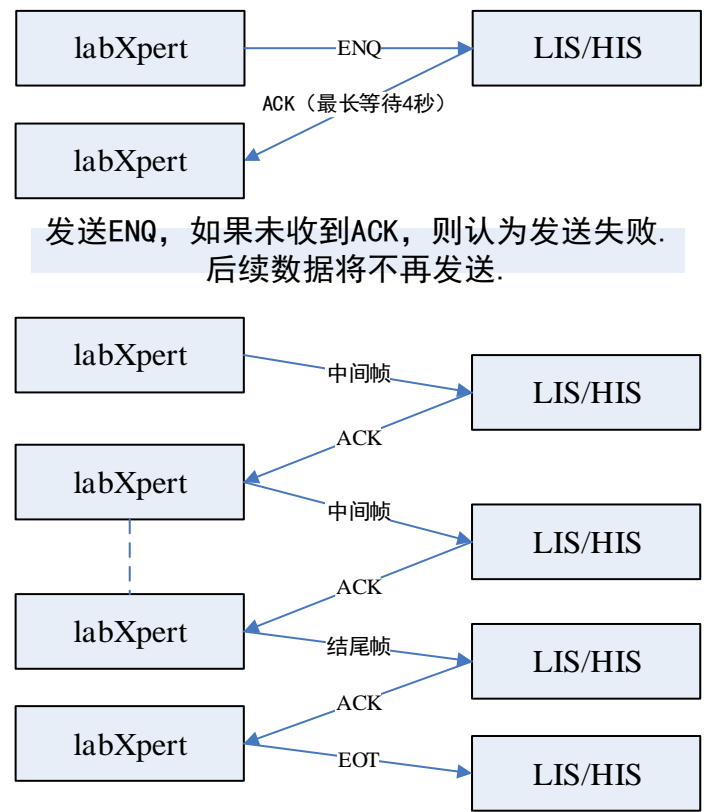 labXpert
ENQ
LIS/HIS
ACK（最长等待4秒）
labXpert
发送ENQ，如果未收到ACK，则认为发送失败.
后续数据将不再发送.
labXpert
中间帧
LIS/HIS
ACK
labXpert
中间帧
LIS/HIS
ACK
labXpert
结尾帧
LIS/HIS
ACK
labXpert
EOT
LIS/HIS